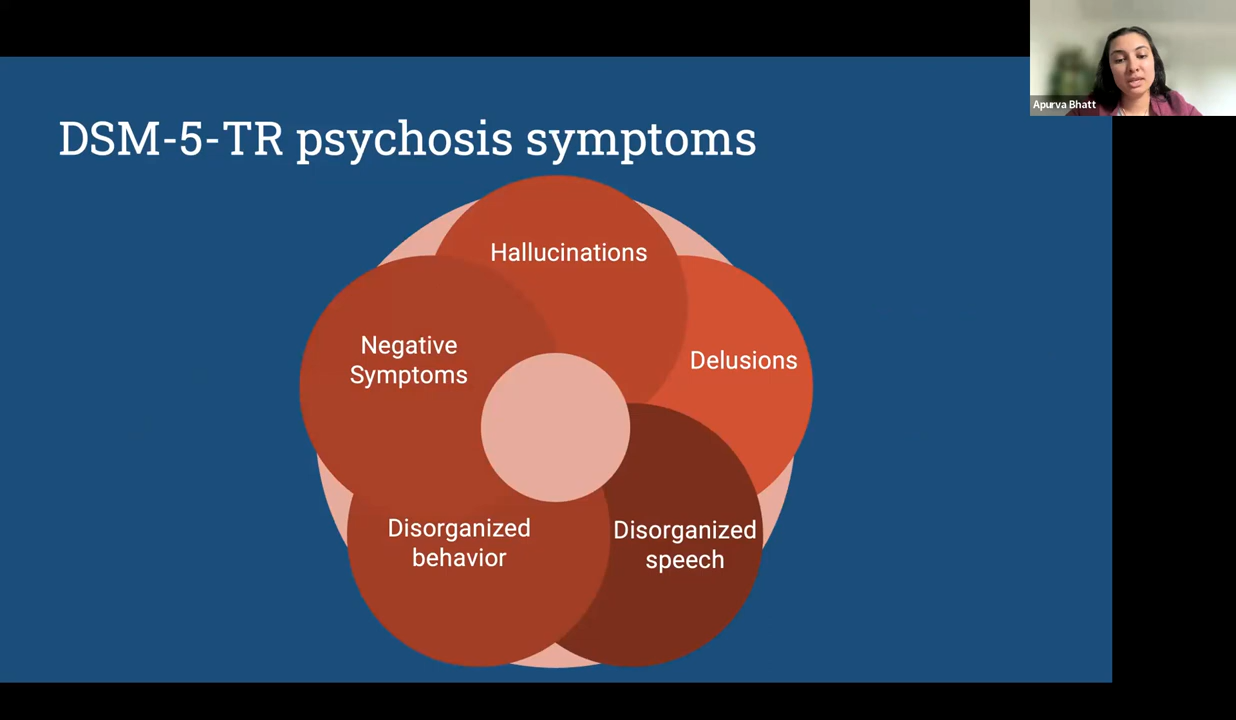 Apurva Bhatt
DSM-5-TR psychosis symptoms
Hallucinations
Negative
Symptoms
Delusions
Disorganized
behavior
Disorganized
speech